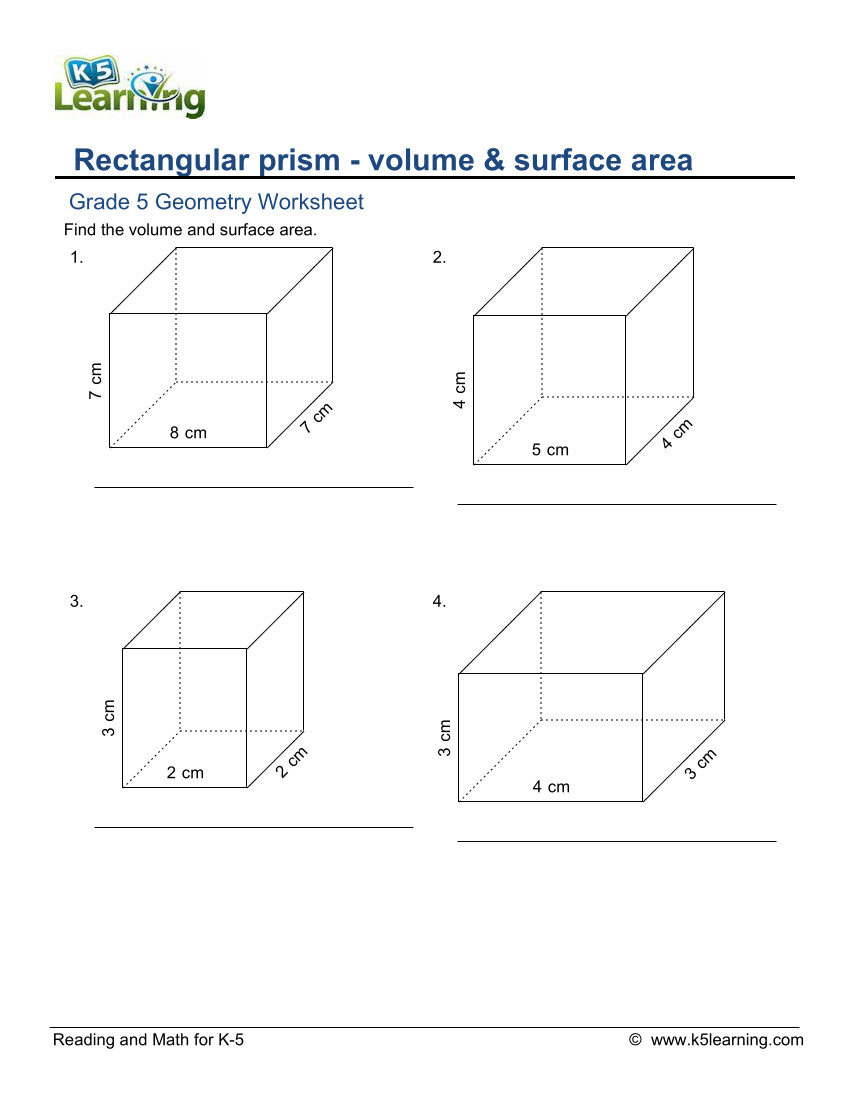 K5
Learning
Rectangular prism - volume & surface area
Grade 5 Geometry Worksheet
Find the volume and surface area.
1.
7 cm
8 cm
7 cm
2.
4 cm
5 cm
4 cm
3.
3 cm
2 cm
2 cm
4.
3 cm
4 cm
3 cm
Reading and Math for K-5
© www.k5learning.com